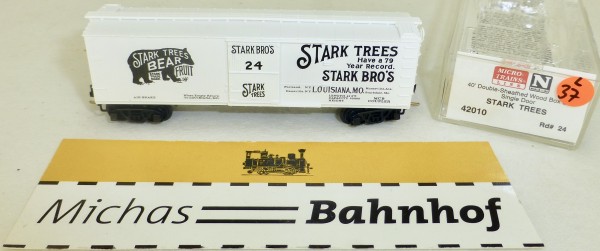 STARK TREES
BEAR
FRUIT
STARK BRO'S
24
STARK
TREES
STARK TREES
Have a 79
Year Record.
STARK BRO'S
LOUISIANA, MO.
MICRO-
TRAINS
LINE
N
40' Double-Sheathed Wood Box
Single Door
STARK TREES
42010
Rd# 24
L
37
Michas Bahnhof